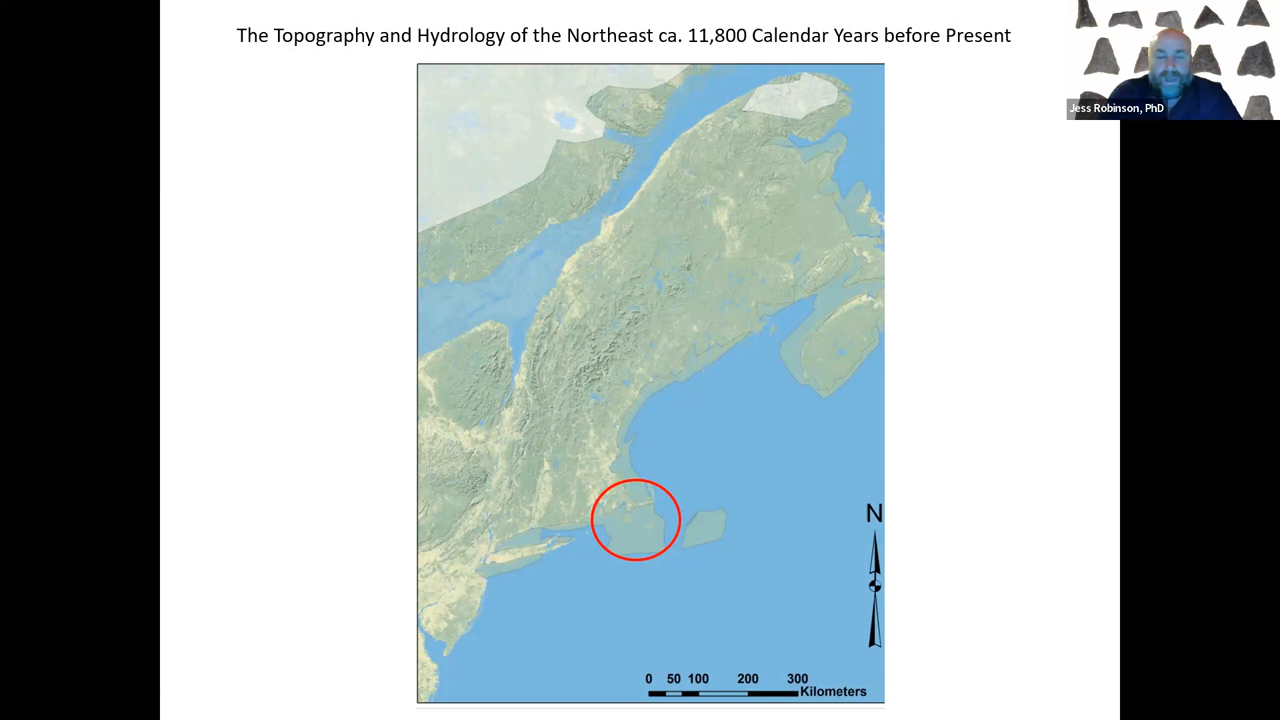 The Topography and Hydrology of the Northeast ca. 11,800 Calendar Years before Present
Jess Robinson, PhD
N
0 50 100 200 300
Kilometers